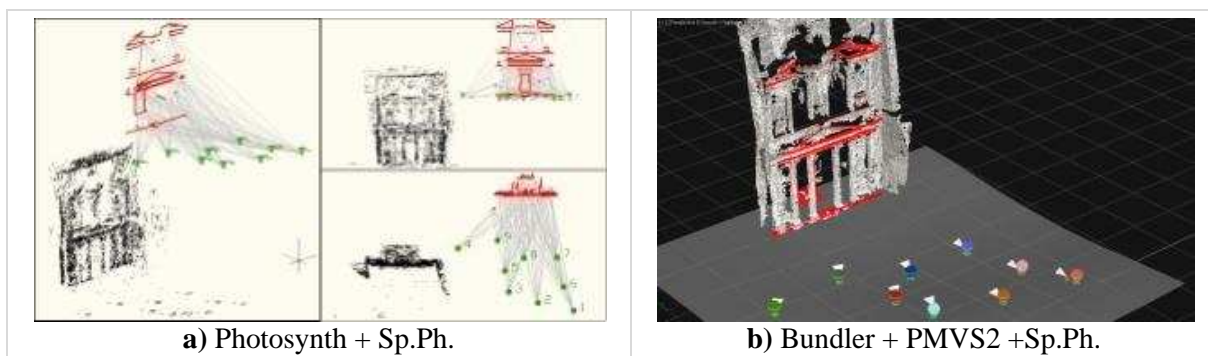 a) Photosynth + Sp.Ph.
b) Bundler + PMVS2 +Sp.Ph.